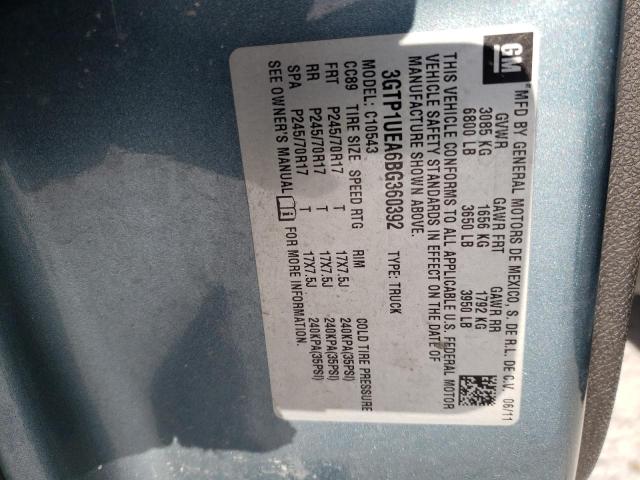 GM
MFD BY GENERAL MOTORS DE MEXICO, S. DE R.L. DE C.V. 06/11
GVWR GAWR FRT GAWR RR
3085 KG 1656 KG 1792 KG
6800 LB 3650 LB 3950 LB
THIS VEHICLE CONFORMS TO ALL APPLICABLE U.S. FEDERAL MOTOR
VEHICLE SAFETY STANDARDS IN EFFECT ON THE DATE OF
MANUFACTURE SHOWN ABOVE.
3GTP1UEA6BG360392 TYPE: TRUCK
MODEL: C10543
CC89 TIRE SIZE SPEED RTG RIM COLD TIRE PRESSURE
FRT P245/70R17 T 17X7.5J 240KPA(35PSI)
RR P245/70R17 T 17X7.5J 240KPA(35PSI)
SPA P245/70R17 T 17X7.5J 240KPA(35PSI)
SEE OWNER'S MANUAL FOR MORE INFORMATION.